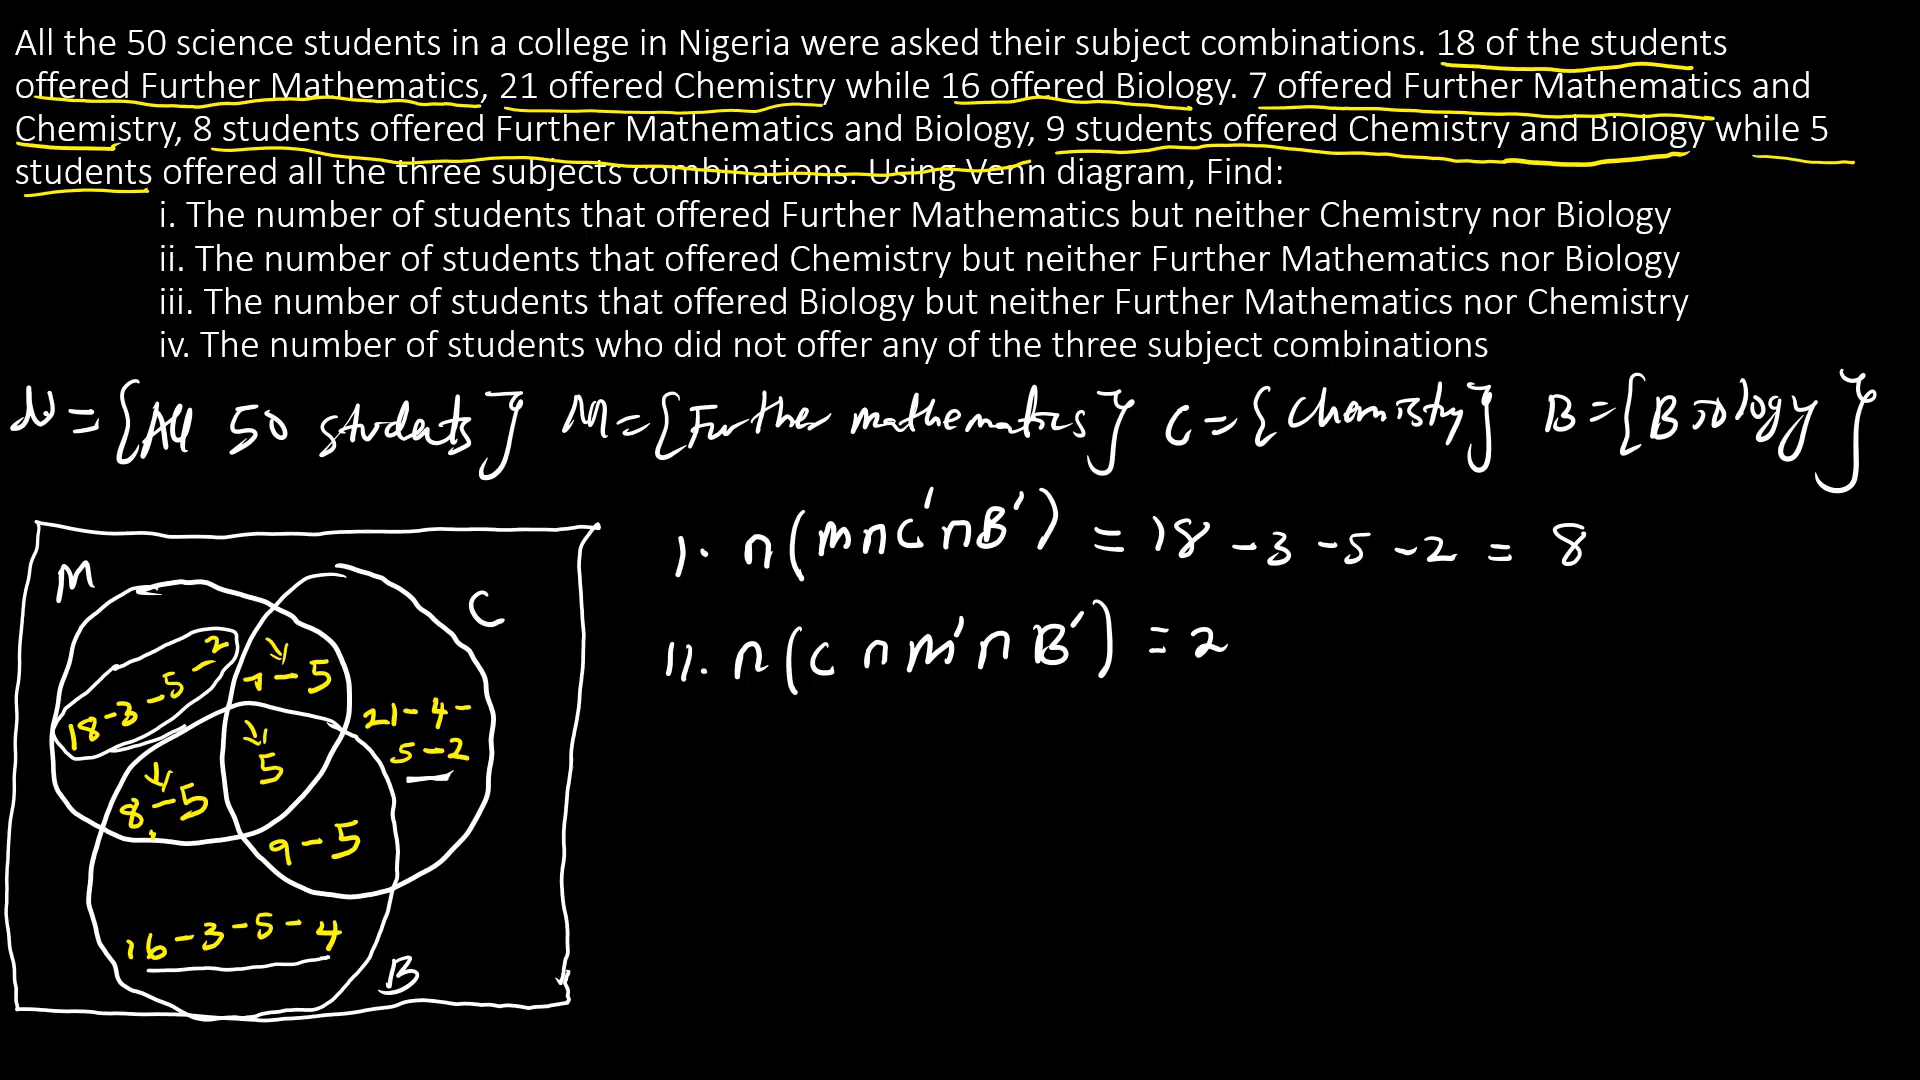 All the 50 science students in a college in Nigeria were asked their subject combinations. 18 of the students
offered Further Mathematics, 21 offered Chemistry while 16 offered Biology. 7 offered Further Mathematics and
Chemistry, 8 students offered Further Mathematics and Biology, 9 students offered Chemistry and Biology while 5
students offered all the three subjects combinations. Using Venn diagram, Find:
i. The number of students that offered Further Mathematics but neither Chemistry nor Biology
ii. The number of students that offered Chemistry but neither Further Mathematics nor Biology
iii. The number of students that offered Biology but neither Further Mathematics nor Chemistry
iv. The number of students who did not offer any of the three subject combinations
= {All 50 students} M = {Further mathematics} C = {Chemistry} B = {Biology}
i. n(M∩C'∩B') = 18 - 3 - 5 - 2 = 8
ii. n(C∩M'∩B') = 2
M
C
18-3-5-2
7-5
21-4-
5-2
5
8-5
9-5
16-3-5-4
B